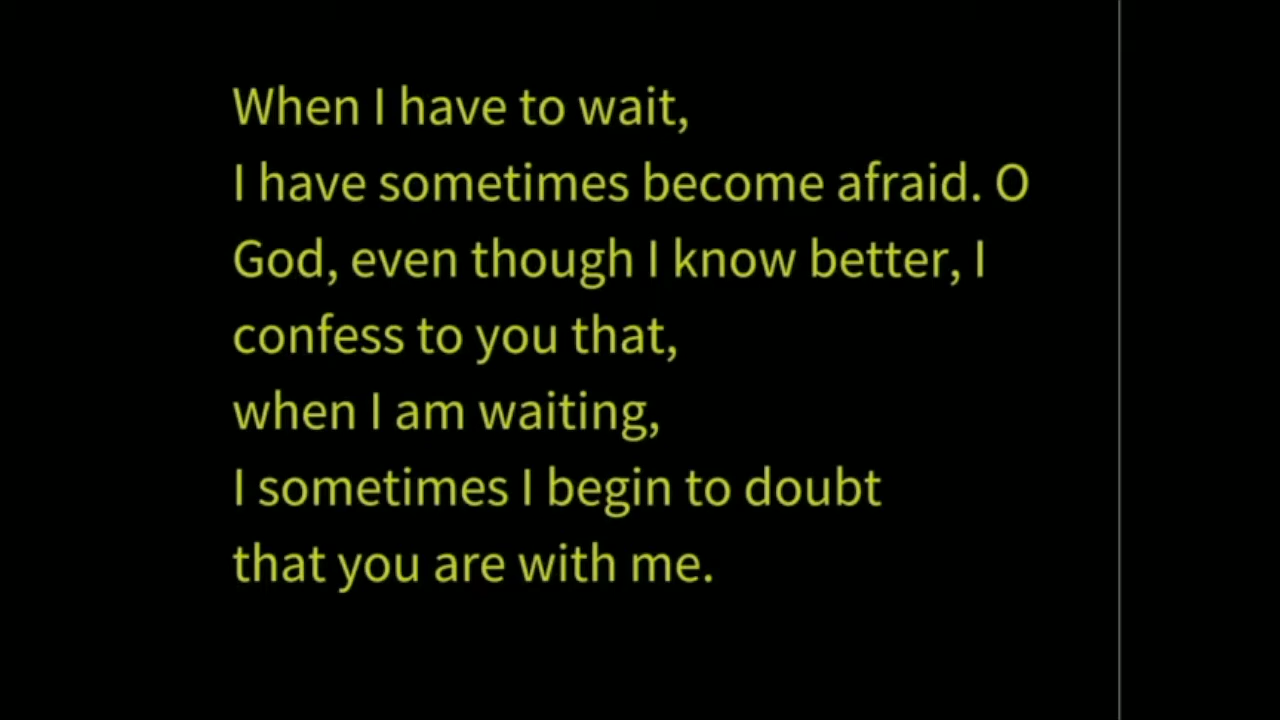 When I have to wait,
I have sometimes become afraid. O
God, even though I know better, I
confess to you that,
when I am waiting,
I sometimes I begin to doubt
that you are with me.